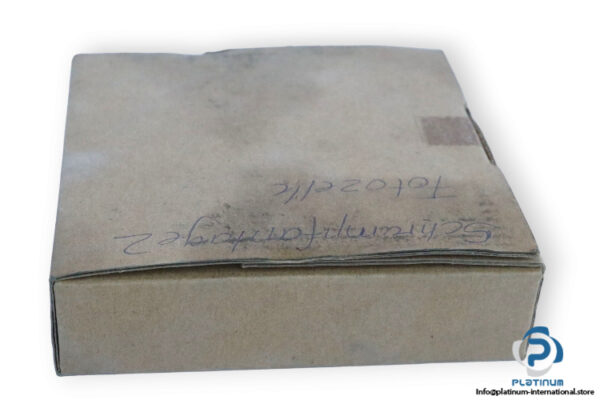 Schrumpfanlage 2
Fotozelle
PLATINUM
Info@platinum-international.store